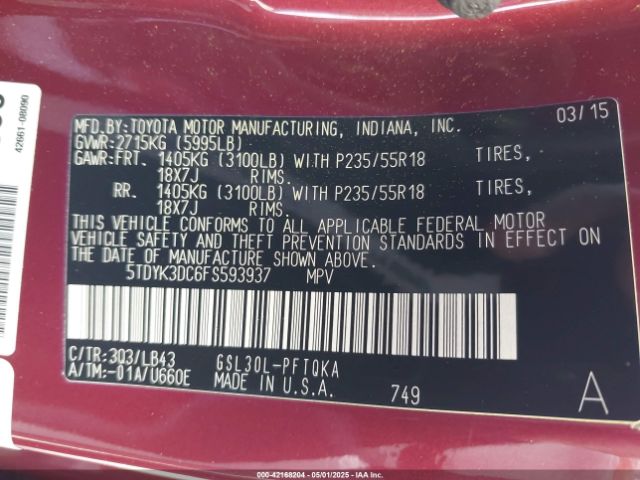 42661-08090
MFD.BY:TOYOTA MOTOR MANUFACTURING, INDIANA, INC. 03/15
GVWR:2715KG (5995LB)
GAWR:FRT. 1405KG (3100LB) WITH P235/55R18 TIRES,
18X7J RIMS.
RR. 1405KG (3100LB) WITH P235/55R18 TIRES,
18X7J RIMS.
THIS VEHICLE CONFORMS TO ALL APPLICABLE FEDERAL MOTOR
VEHICLE SAFETY AND THEFT PREVENTION STANDARDS IN EFFECT ON
THE DATE OF MANUFACTURE SHOWN ABOVE.
5TDYK3DC6FS593937 MPV
C/TR:3Q3/LB43 GSL30L-PFTQKA
A/TM:-01A/U660E MADE IN U.S.A. 749 A
000-42168204 - 05/01/2025 - IAAI.COM